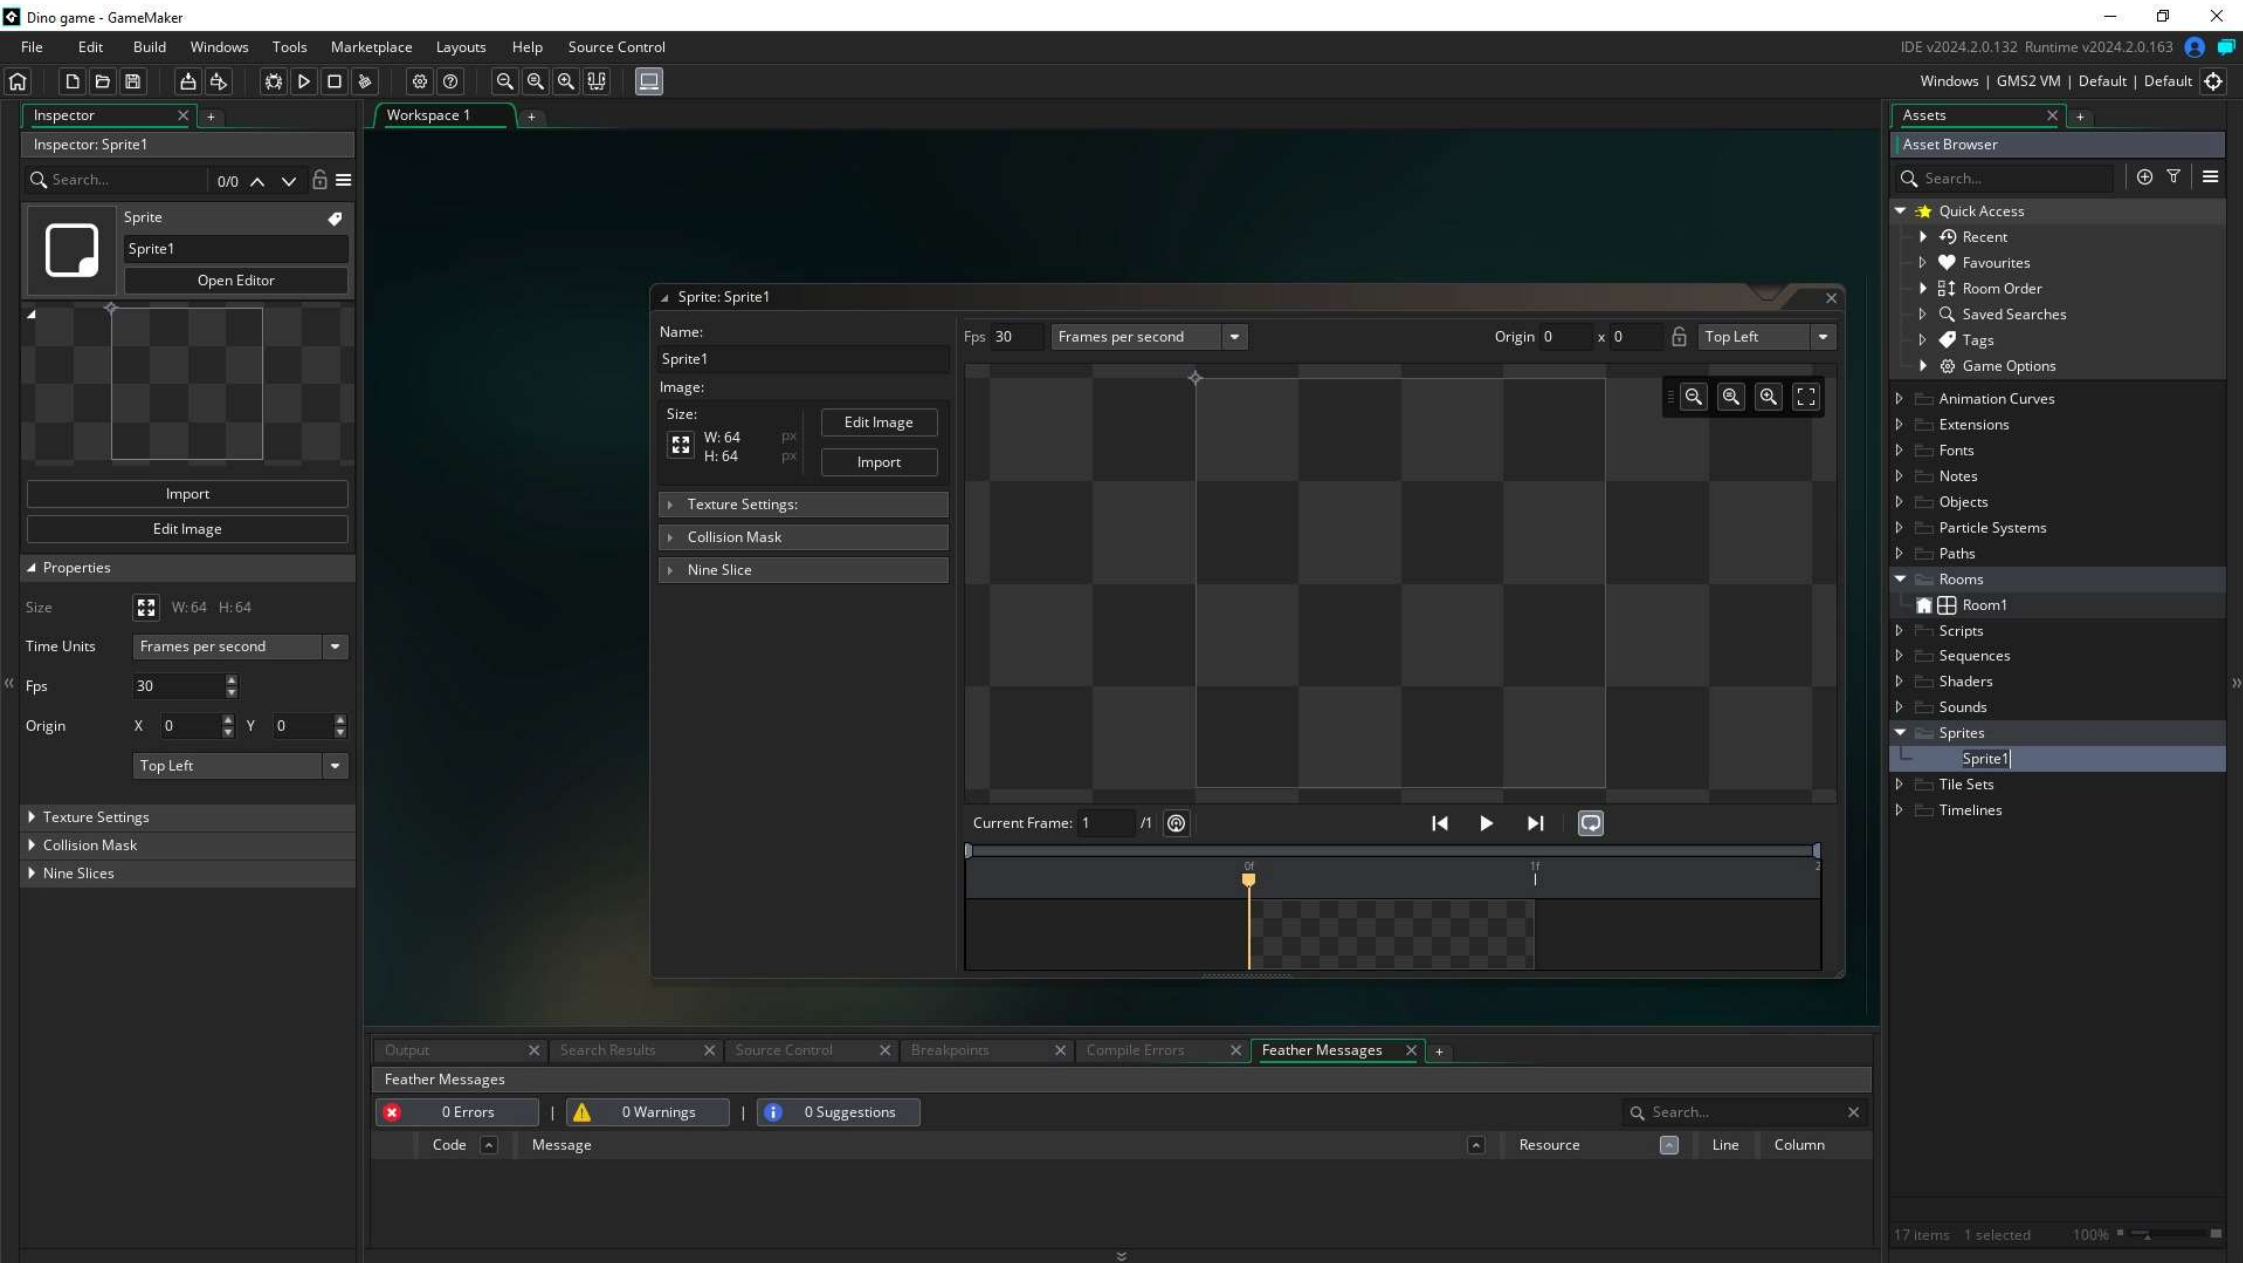 Dino game - GameMaker
File Edit Build Windows Tools Marketplace Layouts Help Source Control
IDE v2024.2.0.132 Runtime v2024.2.0.163
Windows | GMS2 VM | Default | Default
Inspector
Inspector: Sprite1
Search...
0/0
Sprite
Sprite1
Open Editor
Import
Edit Image
Properties
Size W: 64 H: 64
Time Units Frames per second
Fps 30
Origin X 0 Y 0
Top Left
Texture Settings
Collision Mask
Nine Slices
Workspace 1
Sprite: Sprite1
Name:
Sprite1
Image:
Size:
W: 64 px
H: 64 px
Edit Image
Import
Texture Settings:
Collision Mask
Nine Slice
Fps 30 Frames per second
Origin 0 x 0 Top Left
Current Frame: 1 /1
0f 1f 2
Output Search Results Source Control Breakpoints Compile Errors Feather Messages
Feather Messages
0 Errors | 0 Warnings | 0 Suggestions
Search...
Code Message Resource Line Column
Assets
Asset Browser
Search...
Quick Access
Recent
Favourites
Room Order
Saved Searches
Tags
Game Options
Animation Curves
Extensions
Fonts
Notes
Objects
Particle Systems
Paths
Rooms
Room1
Scripts
Sequences
Shaders
Sounds
Sprites
Sprite1
Tile Sets
Timelines
17 items 1 selected 100%